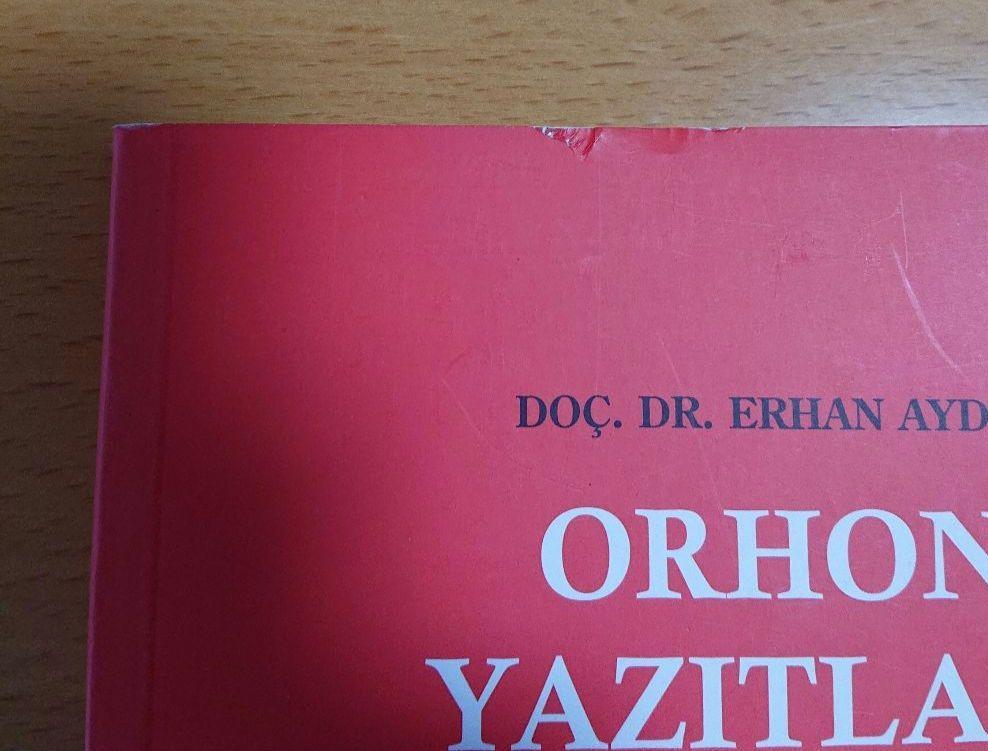 DOÇ. DR. ERHAN AYD
ORHON
YAZITLA